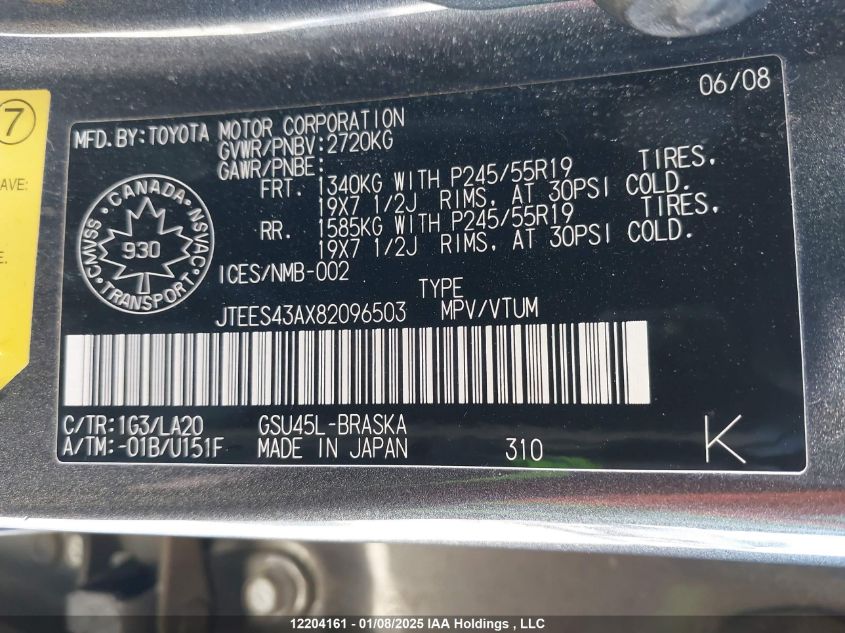 06/08
7
MFD. BY: TOYOTA MOTOR CORPORATION
GVWR/PNBV: 2720KG
GAWR/PNBE:
FRT. 1340KG WITH P245/55R19 TIRES.
19X7 1/2J RIMS, AT 30PSI COLD.
RR. 1585KG WITH P245/55R19 TIRES.
19X7 1/2J RIMS, AT 30PSI COLD.
AVE:
E.
CANADA NSVAC
CMVSS
930
TRANSPORT
ICES/NMB-002
TYPE
JTEES43AX82096503 MPV/VTUM
C/TR: 1G3/LA20 GSU45L-BRASKA
A/TM: -01B/U151F MADE IN JAPAN 310 K
12204161 - 01/08/2025 IAA Holdings , LLC